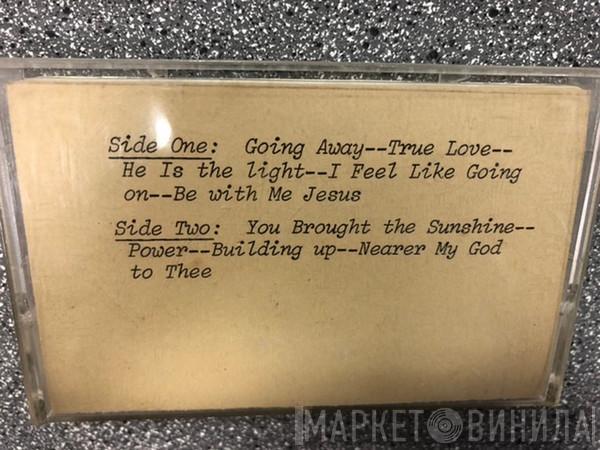 Side One: Going Away--True Love--
He Is the light--I Feel Like Going
on--Be with Me Jesus
Side Two: You Brought the Sunshine--
Power--Building up--Nearer My God
to Thee
МАРКЕТ ВИНИЛА